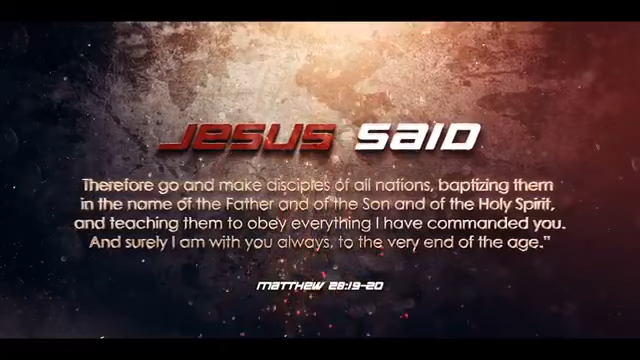 Jesus said
Therefore go and make disciples of all nations, baptizing them
in the name of the Father and of the Son and of the Holy Spirit,
and teaching them to obey everything I have commanded you.
And surely I am with you always, to the very end of the age."
Matthew 28:19-20